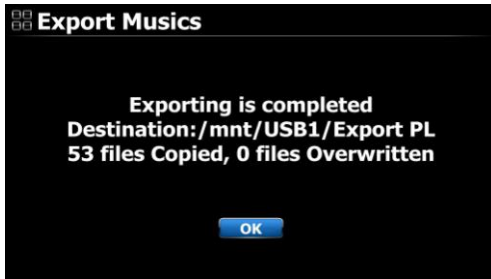 Export Musics
Exporting is completed
Destination:/mnt/USB1/Export PL
53 files Copied, 0 files Overwritten
OK